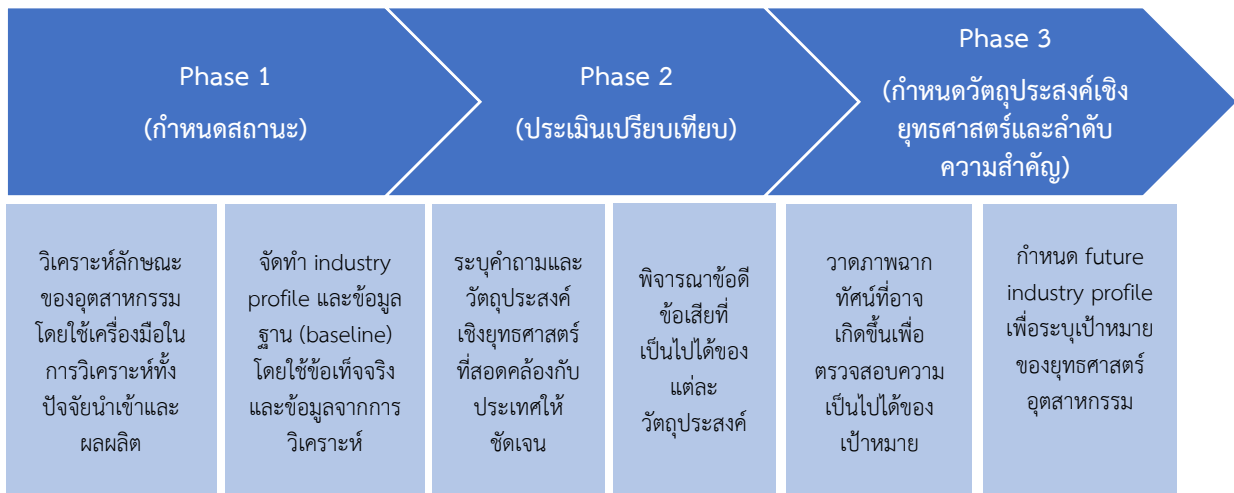 Phase 1
(กำหนดสถานะ)
Phase 2
(ประเมินเปรียบเทียบ)
Phase 3
(กำหนดวัตถุประสงค์เชิง
ยุทธศาสตร์และลำดับ
ความสำคัญ)
วิเคราะห์ลักษณะ
ของอุตสาหกรรม
โดยใช้เครื่องมือใน
การวิเคราะห์ทั้ง
ปัจจัยนำเข้าและ
ผลผลิต
จัดทำ industry
profile และข้อมูล
ฐาน (baseline)
โดยใช้ข้อเท็จจริง
และข้อมูลจากการ
วิเคราะห์
ระบุคำถามและ
วัตถุประสงค์
เชิงยุทธศาสตร์
ที่สอดคล้องกับ
ประเทศให้
ชัดเจน
พิจารณาข้อดี
ข้อเสียที่
เป็นไปได้ของ
แต่ละ
วัตถุประสงค์
วาดภาพฉาก
ทัศน์ที่อาจ
เกิดขึ้นเพื่อ
ตรวจสอบความ
เป็นไปได้ของ
เป้าหมาย
กำหนด future
industry profile
เพื่อระบุเป้าหมาย
ของยุทธศาสตร์
อุตสาหกรรม